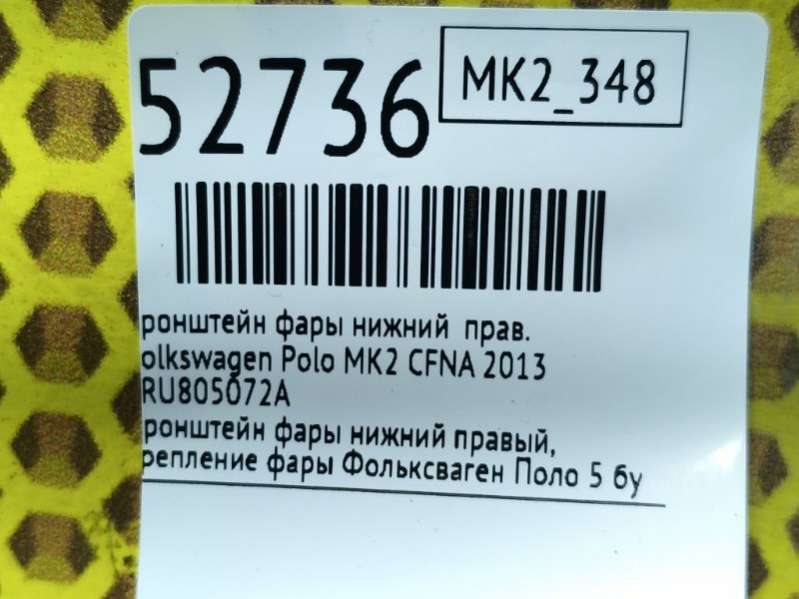 52736
MK2_348
ронштейн фары нижний прав.
olkswagen Polo MK2 CFNA 2013
RU805072A
ронштейн фары нижний правый,
репление фары Фольксваген Поло 5 бу